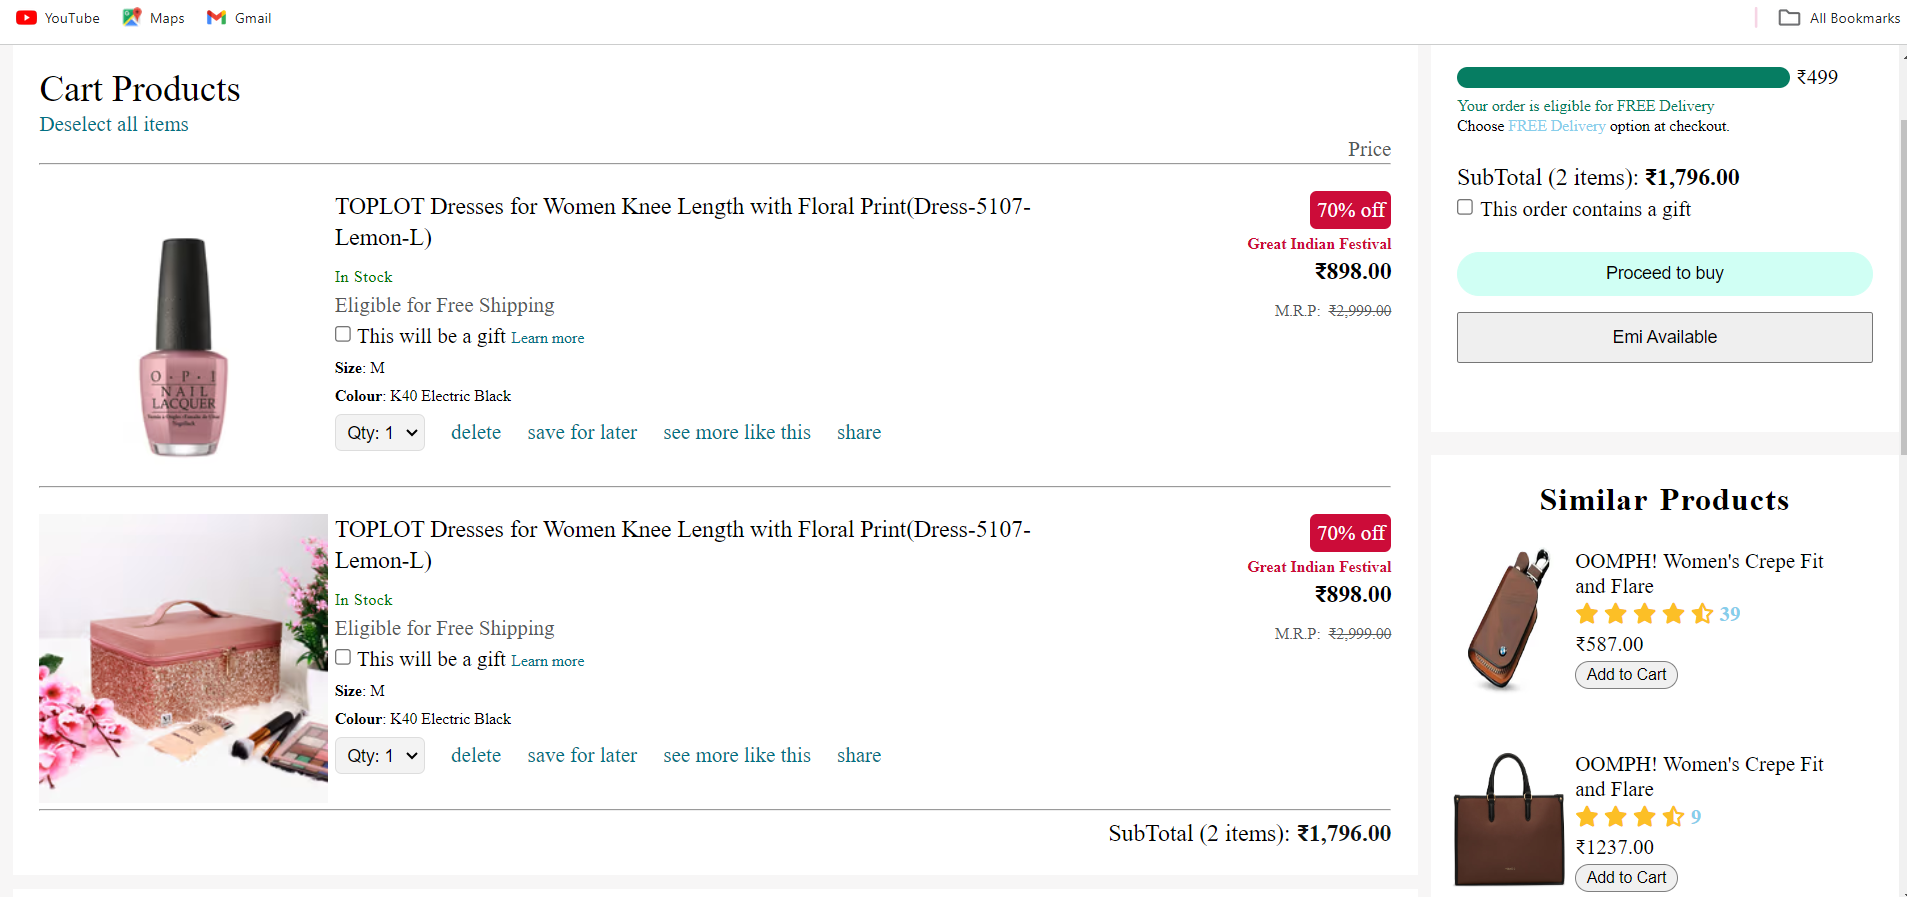 YouTube Maps Gmail All Bookmarks
Cart Products
Deselect all items
Price
TOPLOT Dresses for Women Knee Length with Floral Print(Dress-5107-
Lemon-L)
In Stock
Eligible for Free Shipping
This will be a gift Learn more
Size: M
Colour: K40 Electric Black
Qty: 1 delete save for later see more like this share
70% off
Great Indian Festival
₹898.00
M.R.P: ₹2,999.00
O·P·I
NAIL
LACQUER
TOPLOT Dresses for Women Knee Length with Floral Print(Dress-5107-
Lemon-L)
In Stock
Eligible for Free Shipping
This will be a gift Learn more
Size: M
Colour: K40 Electric Black
Qty: 1 delete save for later see more like this share
70% off
Great Indian Festival
₹898.00
M.R.P: ₹2,999.00
SubTotal (2 items): ₹1,796.00
₹499
Your order is eligible for FREE Delivery
Choose FREE Delivery option at checkout.
SubTotal (2 items): ₹1,796.00
This order contains a gift
Proceed to buy
Emi Available
Similar Products
OOMPH! Women's Crepe Fit
and Flare
39
₹587.00
Add to Cart
OOMPH! Women's Crepe Fit
and Flare
9
₹1237.00
Add to Cart